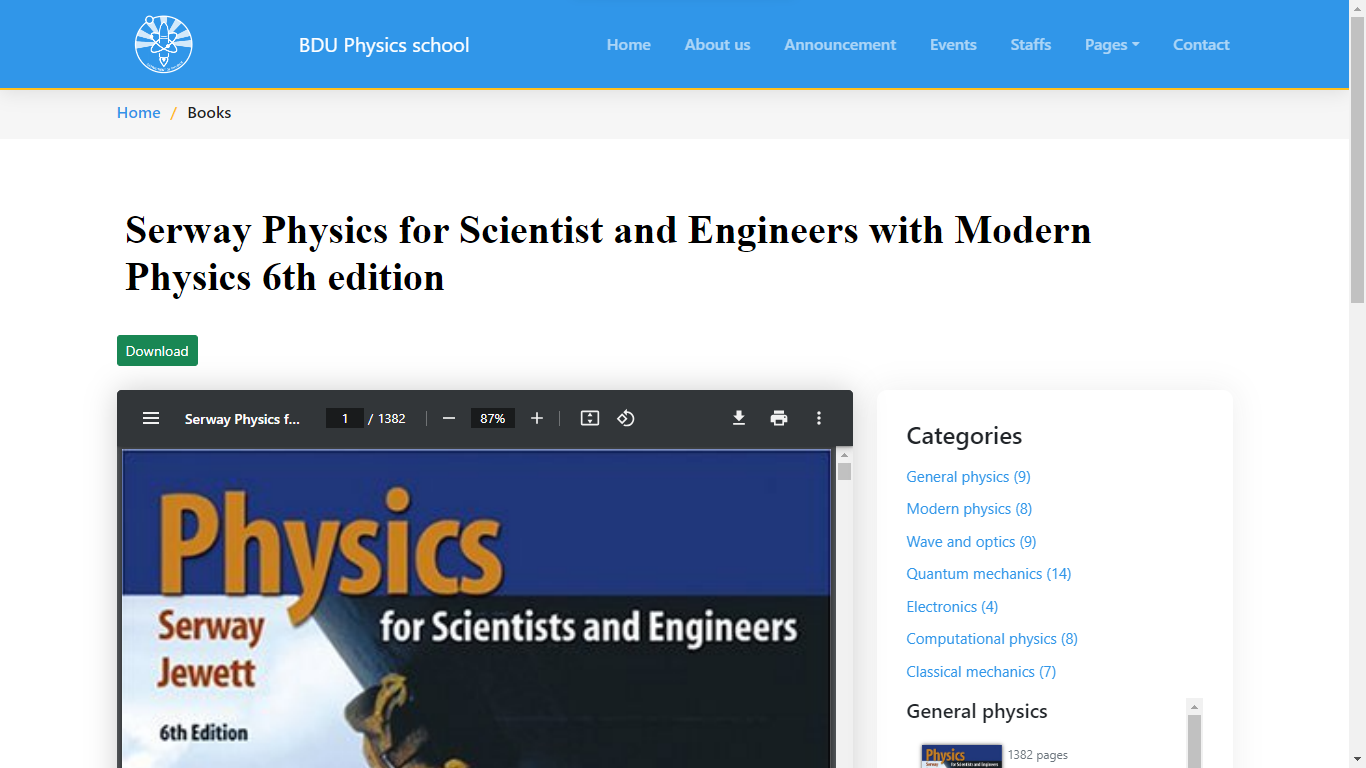 BDU Physics school
Home About us Announcement Events Staffs Pages Contact
Home / Books
Serway Physics for Scientist and Engineers with Modern
Physics 6th edition
Download
Serway Physics f... 1 / 1382 87%
Physics
Serway
for Scientists and Engineers
Jewett
6th Edition
Categories
General physics (9)
Modern physics (8)
Wave and optics (9)
Quantum mechanics (14)
Electronics (4)
Computational physics (8)
Classical mechanics (7)
General physics
Physics
Serway for Scientists and Engineers
1382 pages